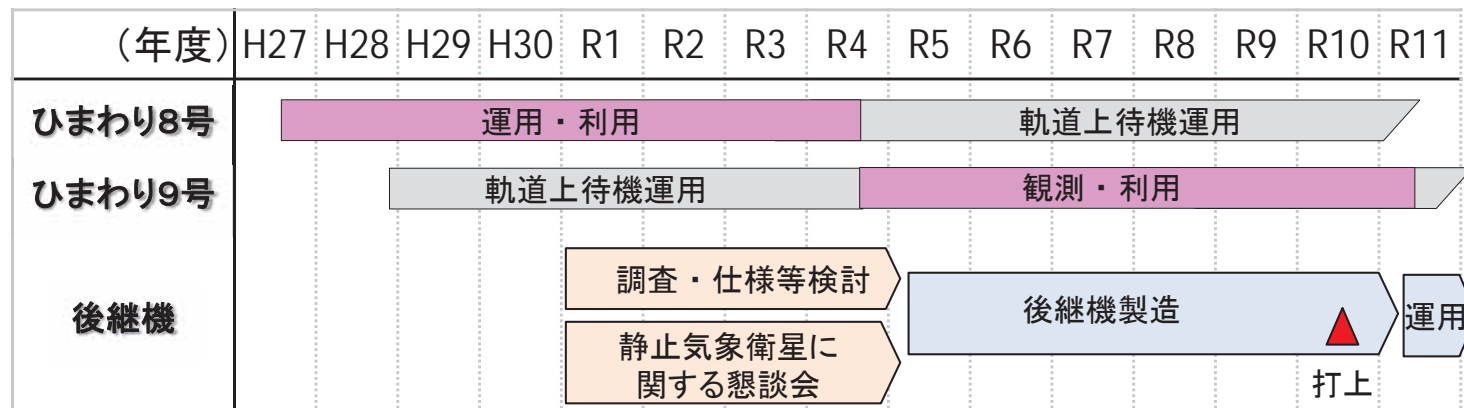 （年度） H27 H28 H29 H30 R1 R2 R3 R4 R5 R6 R7 R8 R9 R10 R11
ひまわり8号 運用・利用 軌道上待機運用
ひまわり9号 軌道上待機運用 観測・利用
後継機
調査・仕様等検討
静止気象衛星に
関する懇談会
後継機製造
打上
運用